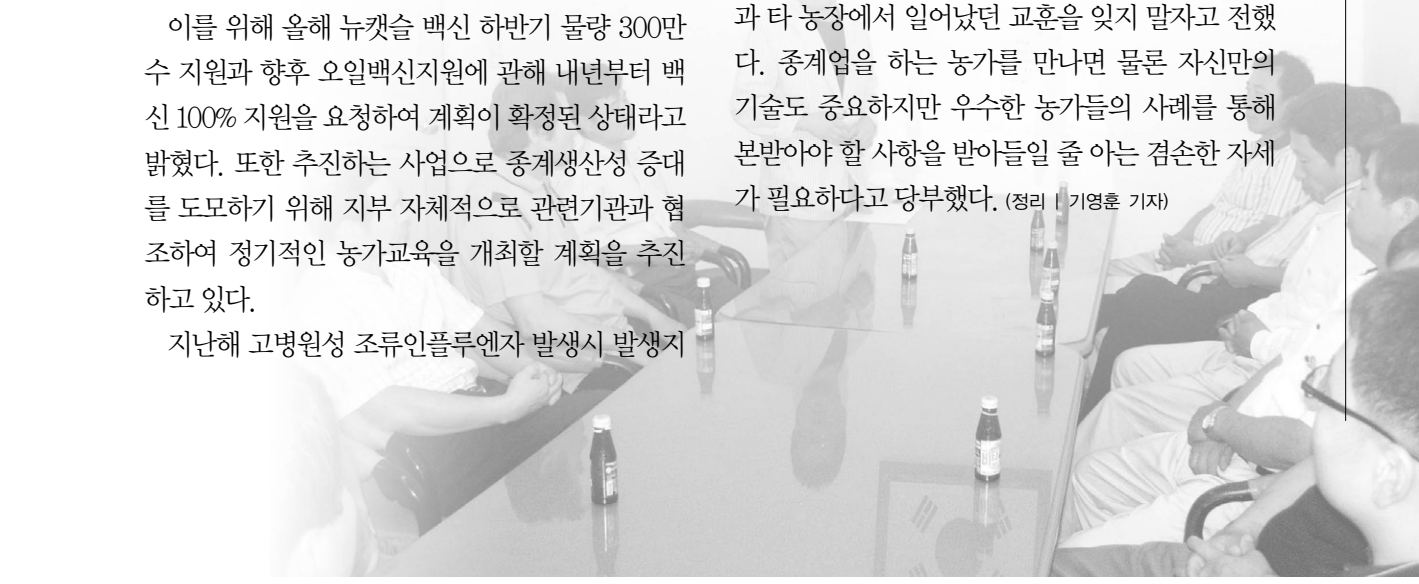 이를 위해 올해 뉴캣슬 백신 하반기 물량 300만
수 지원과 향후 오일백신지원에 관해 내년부터 백
신 100% 지원을 요청하여 계획이 확정된 상태라고
밝혔다. 또한 추진하는 사업으로 종계생산성 증대
를 도모하기 위해 지부 자체적으로 관련기관과 협
조하여 정기적인 농가교육을 개최할 계획을 추진
하고 있다.
지난해 고병원성 조류인플루엔자 발생시 발생지
과 타 농장에서 일어났던 교훈을 잊지 말자고 전했
다. 종계업을 하는 농가를 만나면 물론 자신만의
기술도 중요하지만 우수한 농가들의 사례를 통해
본받아야 할 사항을 받아들일 줄 아는 겸손한 자세
가 필요하다고 당부했다. (정리 | 기영훈 기자)